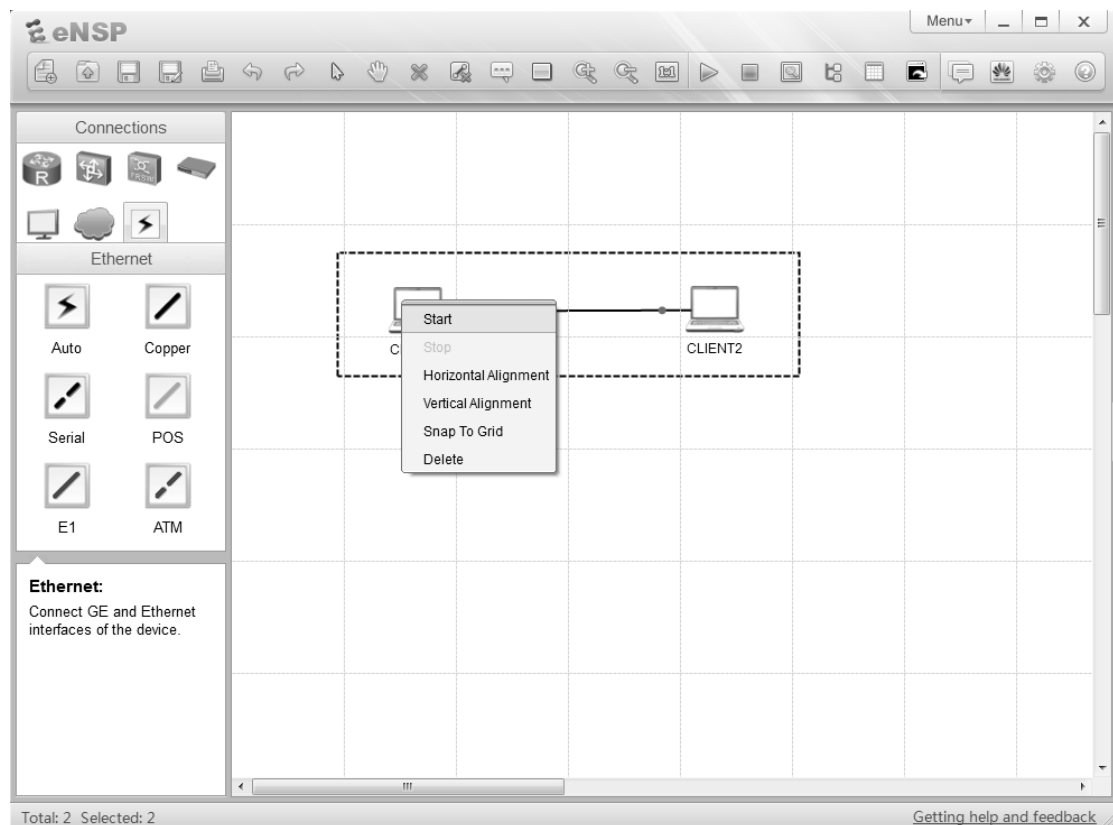 eNSP
Menu
Connections
R
FRSW
Ethernet
Auto Copper
Serial POS
E1 ATM
Ethernet:
Connect GE and Ethernet
interfaces of the device.
Start
Stop
Horizontal Alignment
Vertical Alignment
Snap To Grid
Delete
C
CLIENT2
Total: 2 Selected: 2
Getting help and feedback